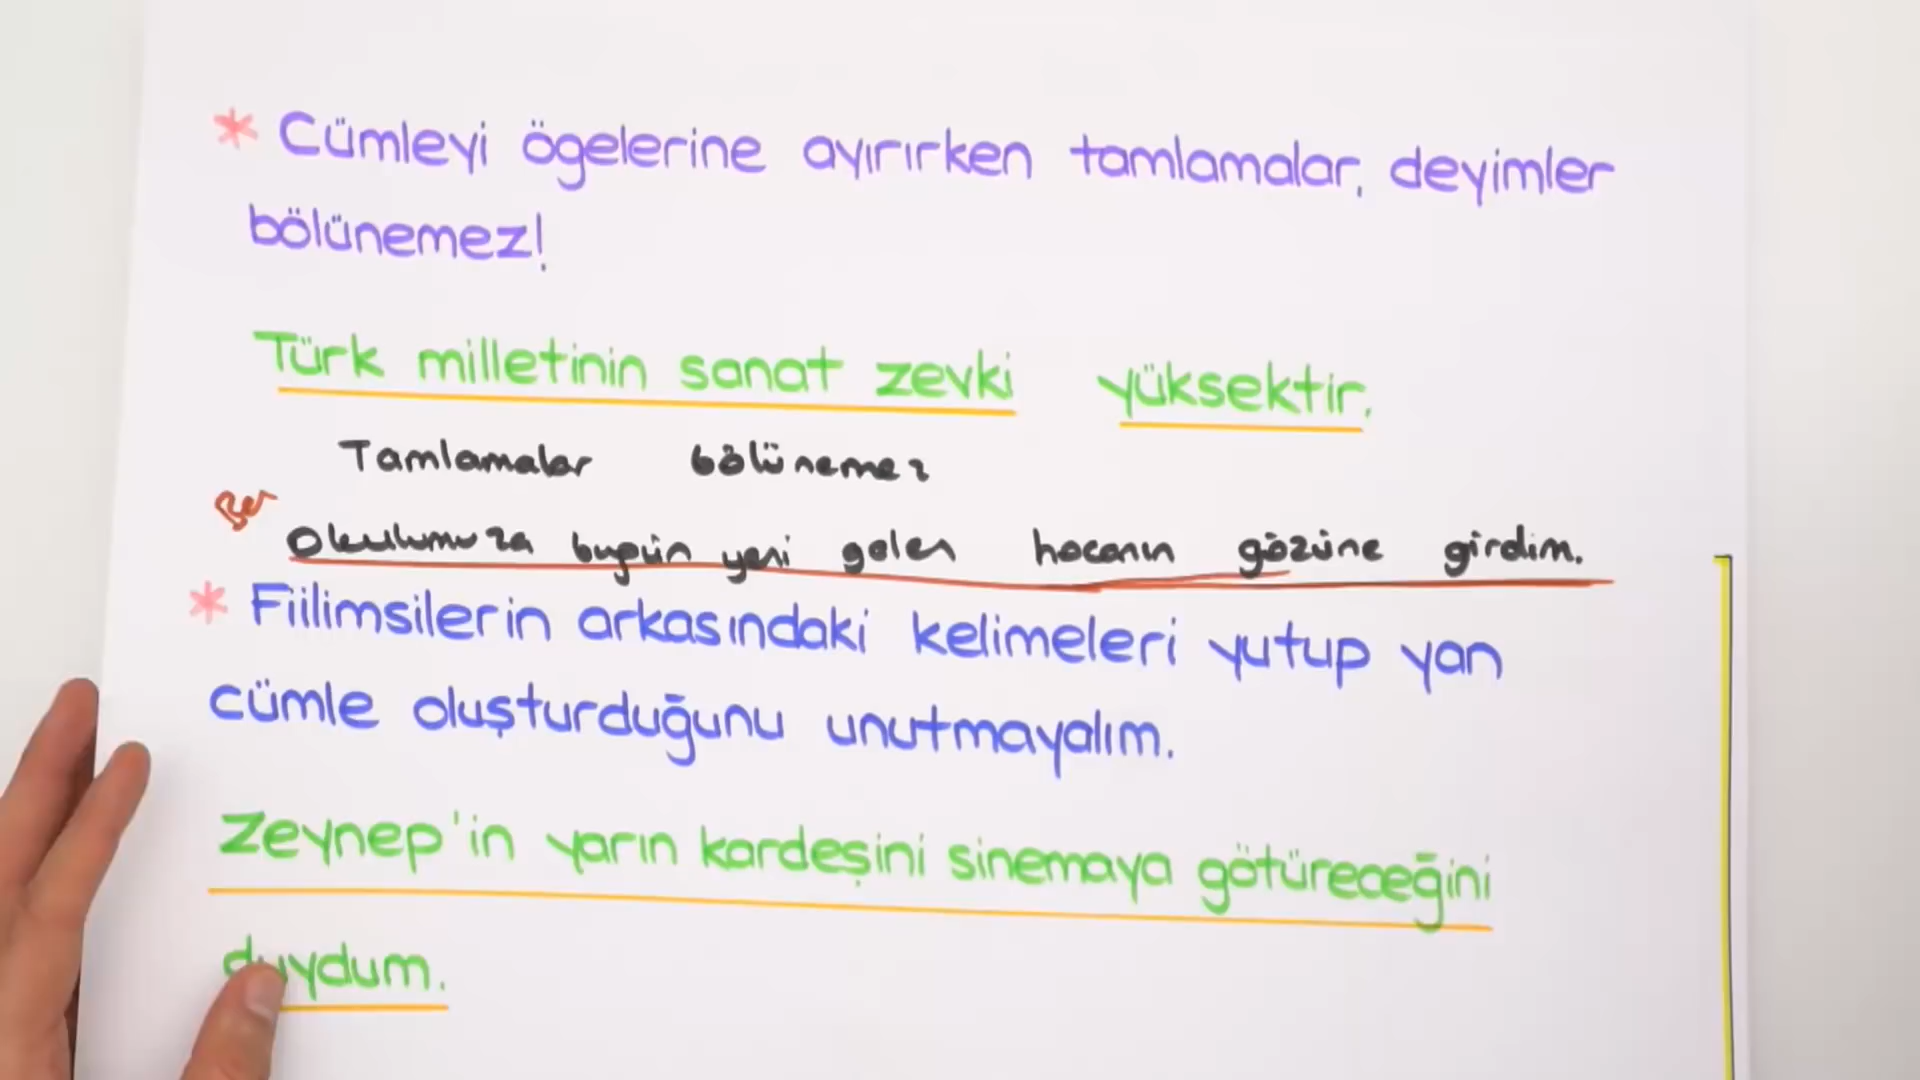 * Cümleyi ögelerine ayırırken tamlamalar, deyimler
bölünemez!
Türk milletinin sanat zevki yüksektir.
Tamlamalar bölünemez
Ben
Okulumuza bugün yeni gelen hocanın gözüne girdim.
* Fiilimsilerin arkasındaki kelimeleri yutup yan
cümle oluşturduğunu unutmayalım.
Zeynep'in yarın kardeşini sinemaya götüreceğini
duydum.